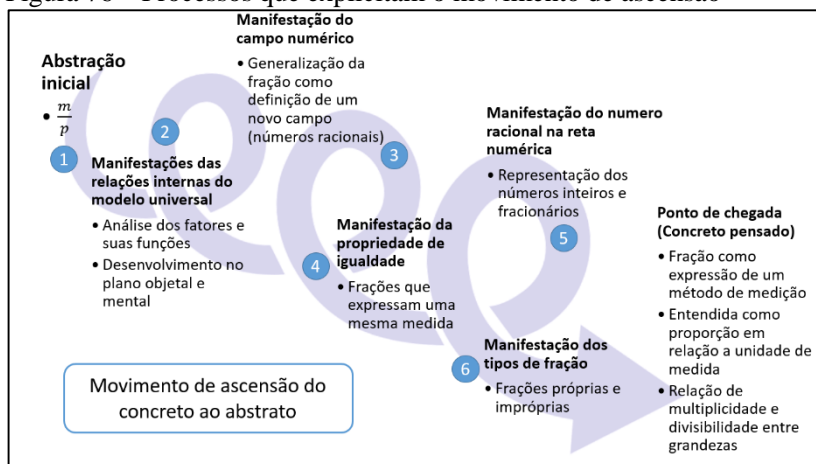 Figura 78 – Processos que explicitam o movimento de ascensão
Abstração
inicial
• m/p
1
2
Manifestações das
relações internas do
modelo universal
• Análise dos fatores e
suas funções
• Desenvolvimento no
plano objetal e
mental
Manifestação do
campo numérico
• Generalização da
fração como
definição de um
novo campo
(números racionais)
3
4
Manifestação da
propriedade de
igualdade
• Frações que
expressam uma
mesma medida
Manifestação do numero
racional na reta
numérica
• Representação dos
números inteiros e
fracionários
5
6
Manifestação dos
tipos de fração
• Frações próprias e
impróprias
Ponto de chegada
(Concreto pensado)
• Fração como
expressão de um
método de medição
• Entendida como
proporção em
relação a unidade de
medida
• Relação de
multiplicidade e
divisibilidade entre
grandezas
Movimento de ascensão do
concreto ao abstrato